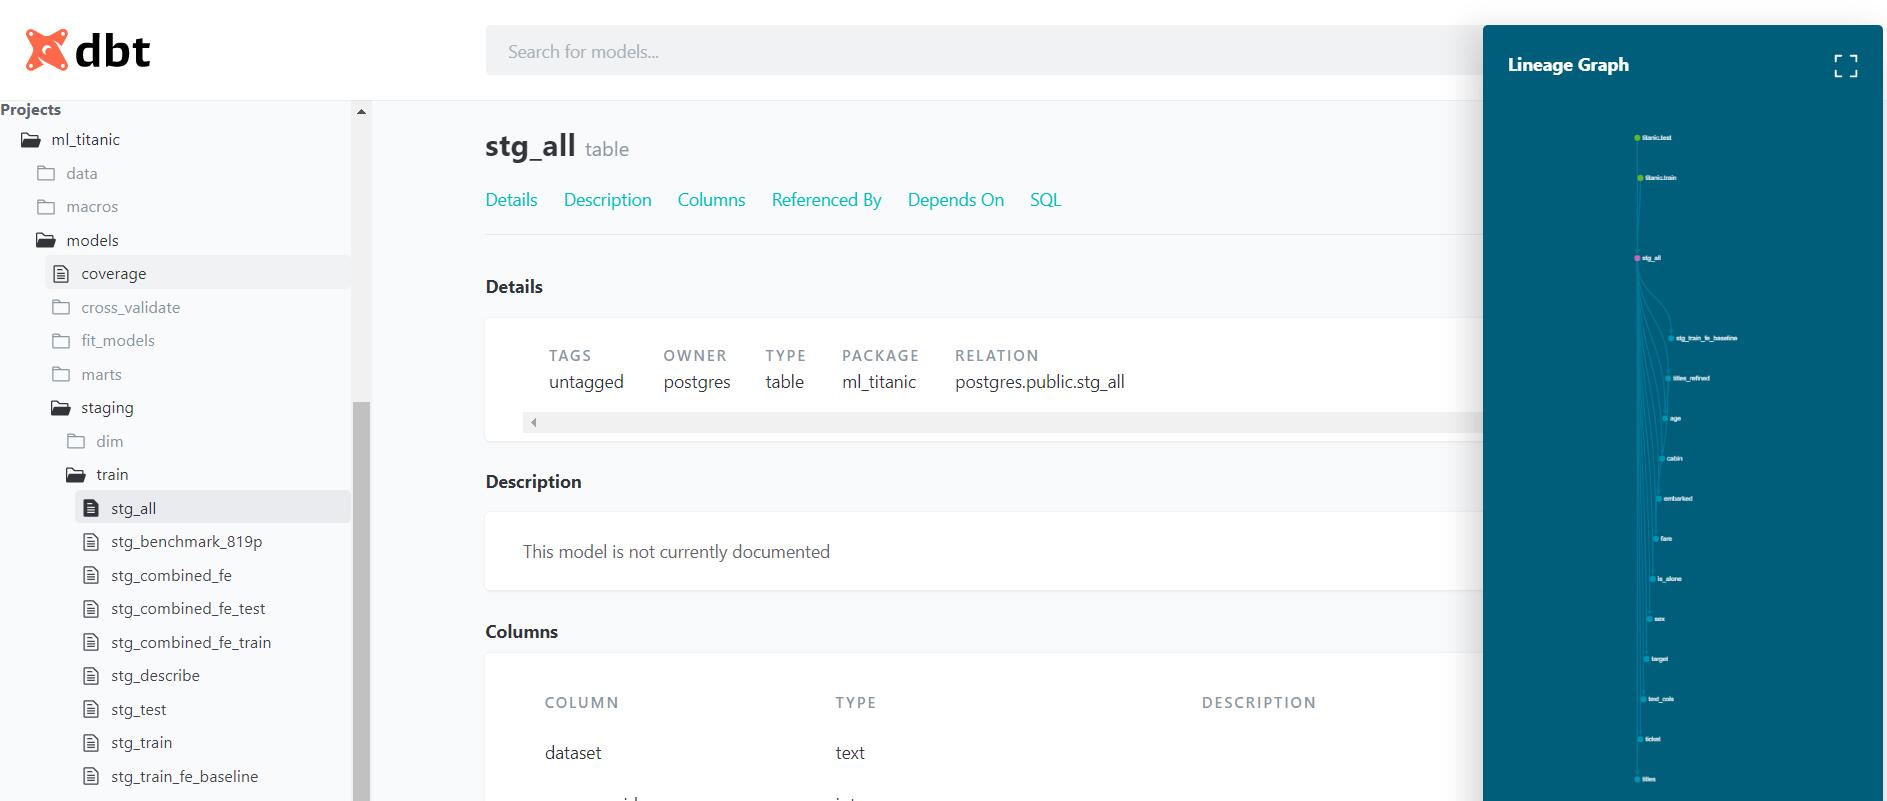 dbt
Search for models...
Projects
ml_titanic
data
macros
models
coverage
cross_validate
fit_models
marts
staging
dim
train
stg_all
stg_benchmark_819p
stg_combined_fe
stg_combined_fe_test
stg_combined_fe_train
stg_describe
stg_test
stg_train
stg_train_fe_baseline
stg_all table
Details Description Columns Referenced By Depends On SQL
Details
TAGS OWNER TYPE PACKAGE RELATION
untagged postgres table ml_titanic postgres.public.stg_all
Description
This model is not currently documented
Columns
COLUMN TYPE DESCRIPTION
dataset text
Lineage Graph
titanic.test
titanic.train
stg_all
stg_train_fe_baseline
titles_refined
age
cabin
embarked
fare
is_alone
sex
target
text_cols
ticket
titles